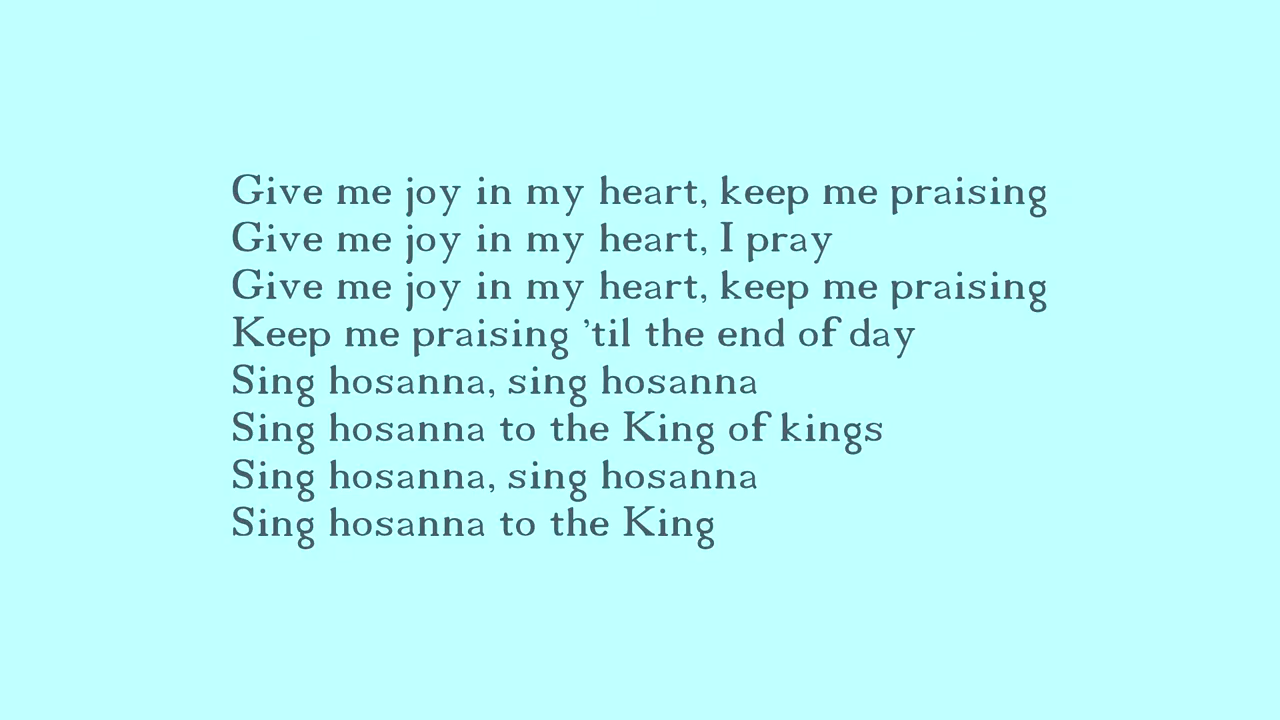 Give me joy in my heart, keep me praising
Give me joy in my heart, I pray
Give me joy in my heart, keep me praising
Keep me praising ’til the end of day
Sing hosanna, sing hosanna
Sing hosanna to the King of kings
Sing hosanna, sing hosanna
Sing hosanna to the King